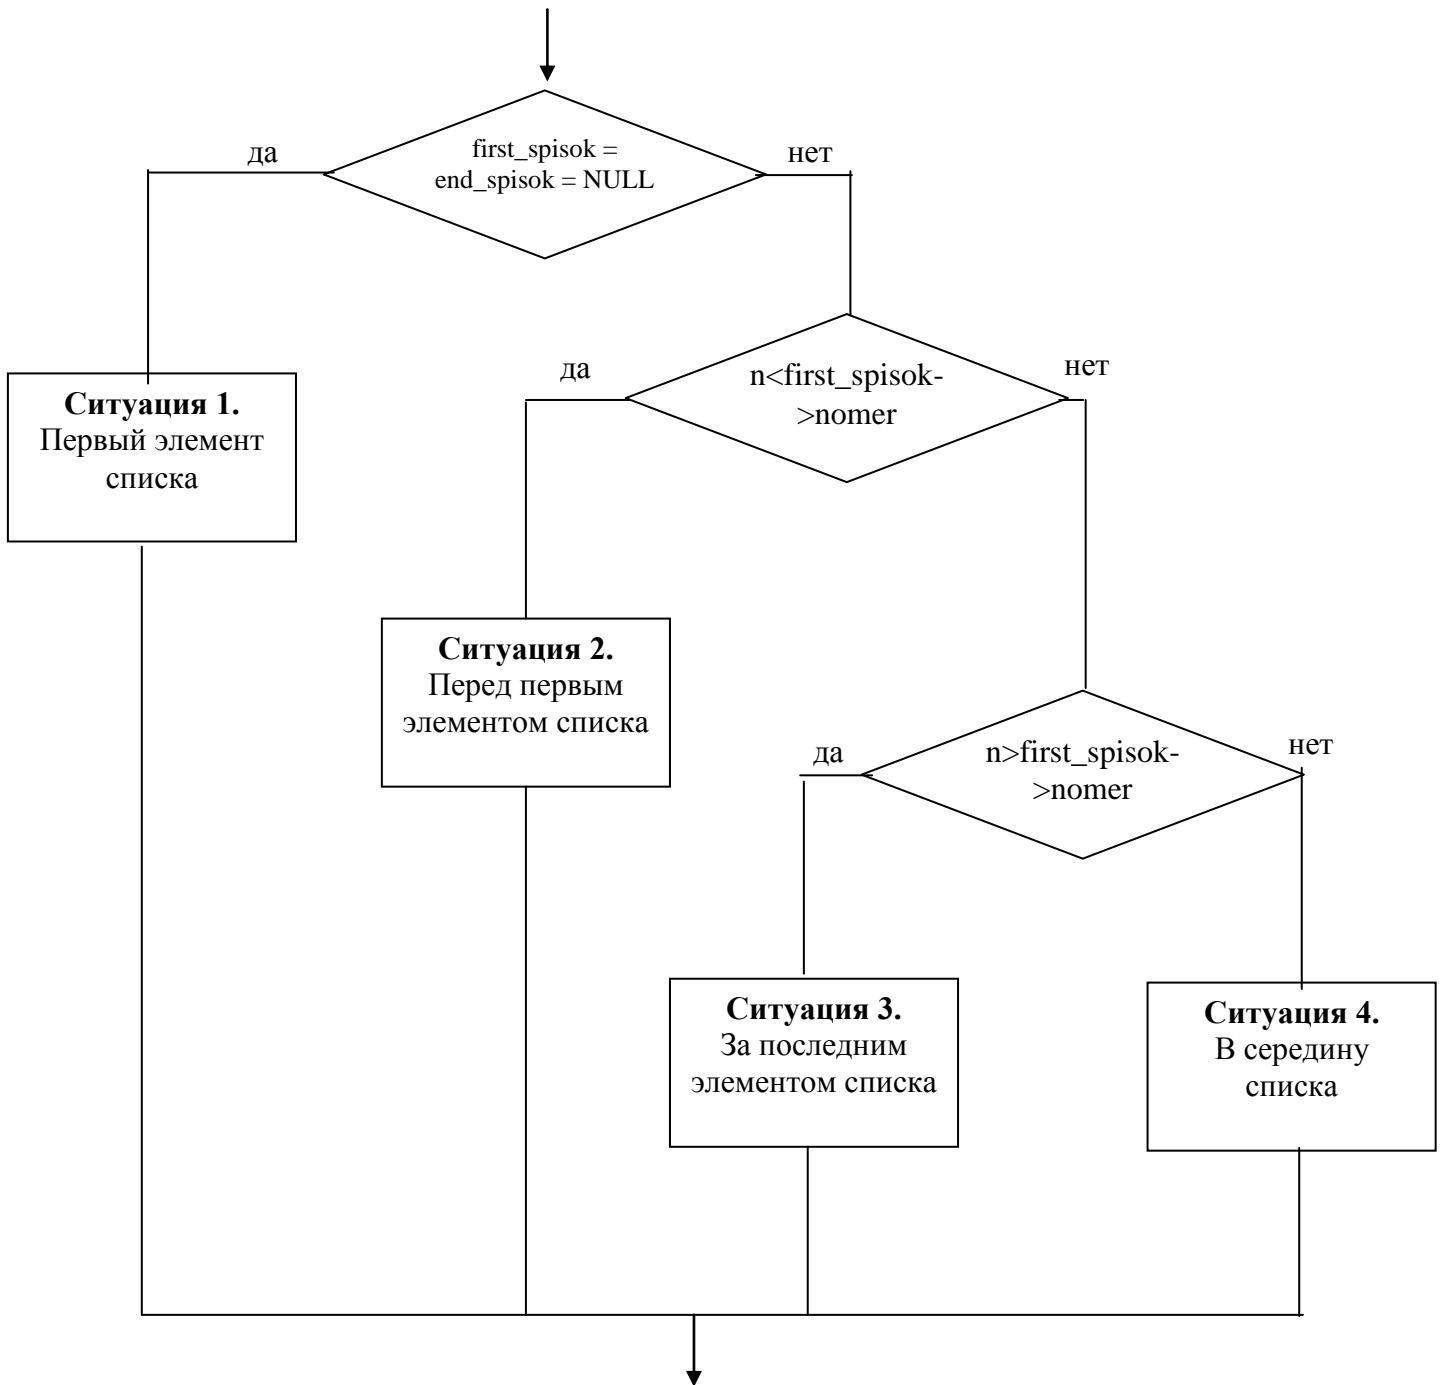 да
first_spisok =
end_spisok = NULL
нет
да
n<first_spisok-
>nomer
нет
Ситуация 1.
Первый элемент
списка
Ситуация 2.
Перед первым
элементом списка
да
n>first_spisok-
>nomer
нет
Ситуация 3.
За последним
элементом списка
Ситуация 4.
В середину
списка